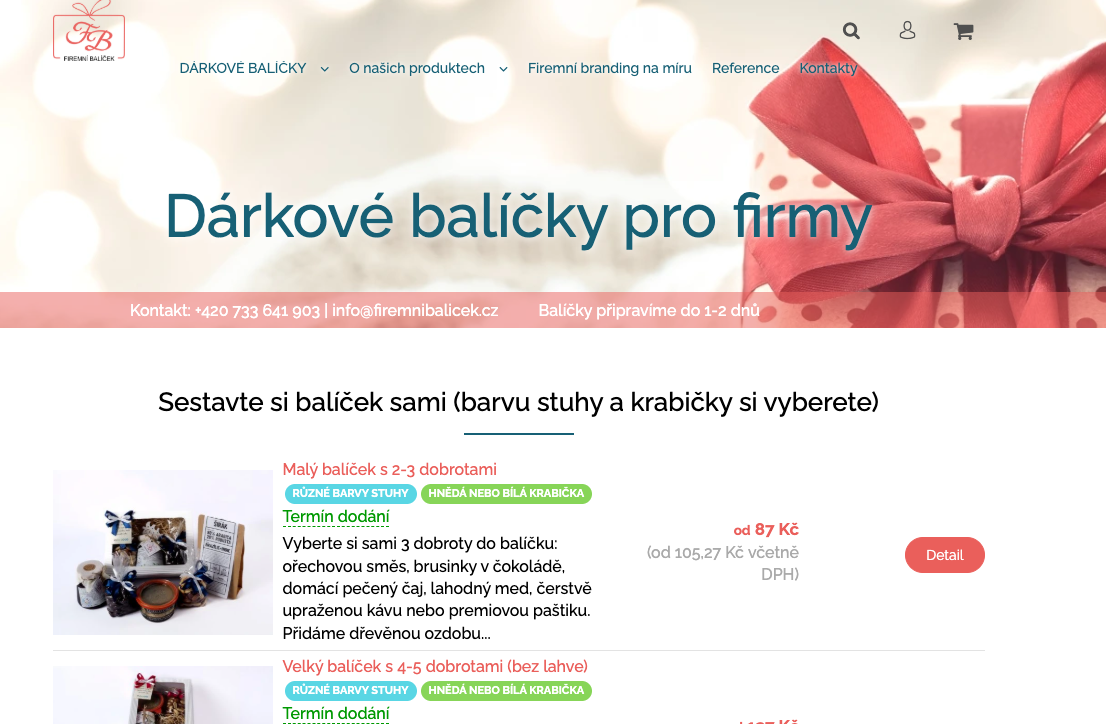 FB
FIREMNÍ BALÍČEK
DÁRKOVÉ BALÍČKY
O našich produktech
Firemní branding na míru
Reference
Kontakty
Dárkové balíčky pro firmy
Kontakt: +420 733 641 903 | info@firemnibalicek.cz
Balíčky připravíme do 1-2 dnů
Sestavte si balíček sami (barvu stuhy a krabičky si vyberete)
Malý balíček s 2-3 dobrotami
RŮZNÉ BARVY STUHY
HNĚDÁ NEBO BÍLÁ KRABIČKA
Termín dodání
Vyberte si sami 3 dobroty do balíčku:
ořechovou směs, brusinky v čokoládě,
domácí pečený čaj, lahodný med, čerstvě
upraženou kávu nebo premiovou paštiku.
Přidáme dřevěnou ozdobu...
od 87 Kč
(od 105,27 Kč včetně
DPH)
Detail
Velký balíček s 4-5 dobrotami (bez lahve)
RŮZNÉ BARVY STUHY
HNĚDÁ NEBO BÍLÁ KRABIČKA
Termín dodání